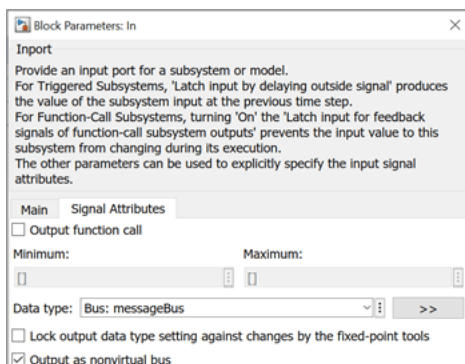 Block Parameters: In
Inport
Provide an input port for a subsystem or model.
For Triggered Subsystems, 'Latch input by delaying outside signal' produces
the value of the subsystem input at the previous time step.
For Function-Call Subsystems, turning 'On' the 'Latch input for feedback
signals of function-call subsystem outputs' prevents the input value to this
subsystem from changing during its execution.
The other parameters can be used to explicitly specify the input signal
attributes.
Main Signal Attributes
Output function call
Minimum: Maximum:
[] []
Data type: Bus: messageBus >>
Lock output data type setting against changes by the fixed-point tools
Output as nonvirtual bus